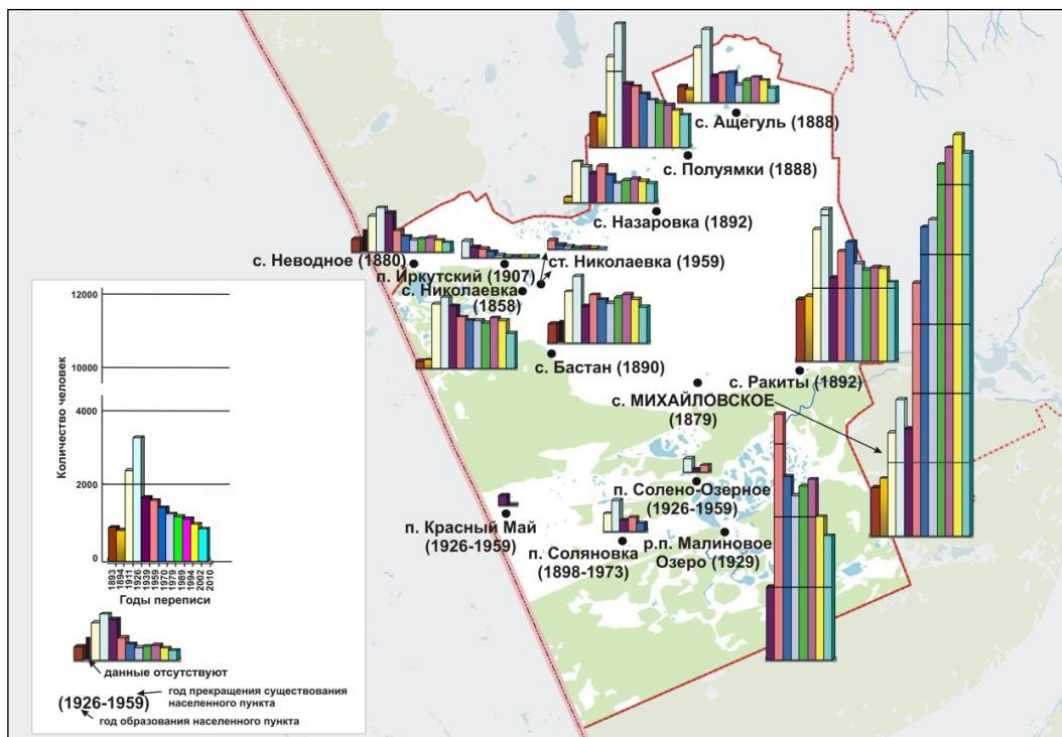 с. Ащегуль (1888)
с. Полуямки (1888)
с. Назаровка (1892)
с. Неводное (1880)
ст. Николаевка (1959)
п. Иркутский (1907)
с. Николаевка
(1858)
с. Бастан (1890)
с. Ракиты (1892)
с. МИХАЙЛОВСКОЕ
(1879)
п. Солено-Озерное
(1926-1959)
п. Красный Май
(1926-1959)
п. Соляновка
(1898-1973)
р.п. Малиновое
Озеро (1929)
Количество человек
12000
10000
4000
2000
0
1893
1894
1911
1926
1939
1959
1970
1979
1989
1994
2002
2010
Годы переписи
данные отсутствуют
(1926-1959)
год прекращения существования
населенного пункта
год образования населенного пункта